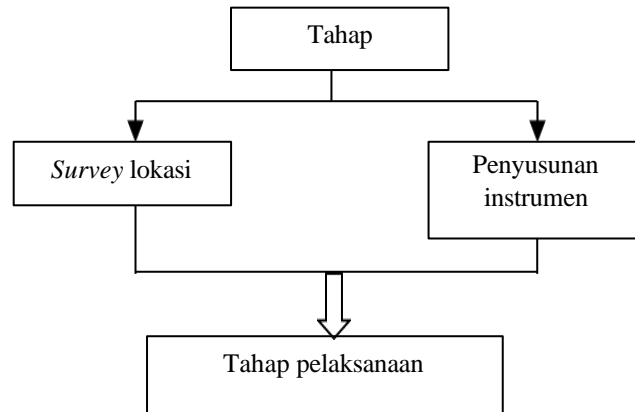 Tahap
Survey lokasi
Penyusunan
instrumen
Tahap pelaksanaan